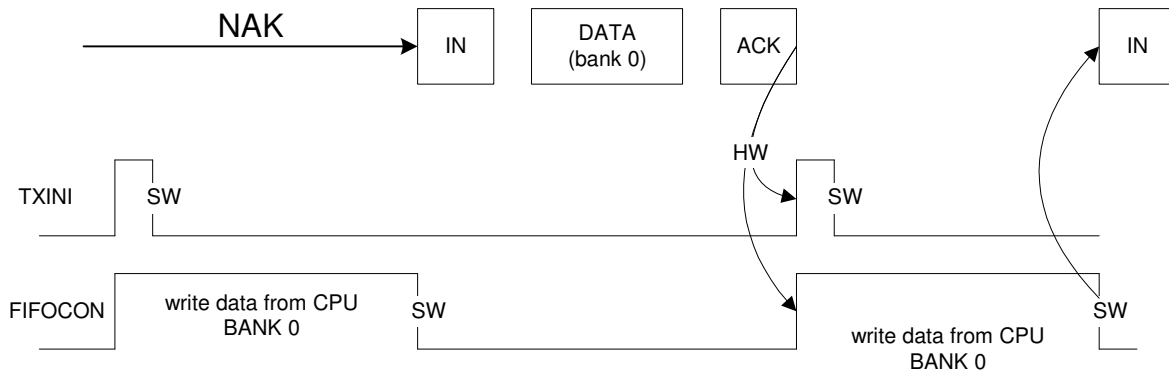 NAK
IN
DATA
(bank 0)
ACK
IN
HW
TXINI
SW
SW
FIFOCON
write data from CPU
BANK 0
SW
write data from CPU
BANK 0
SW